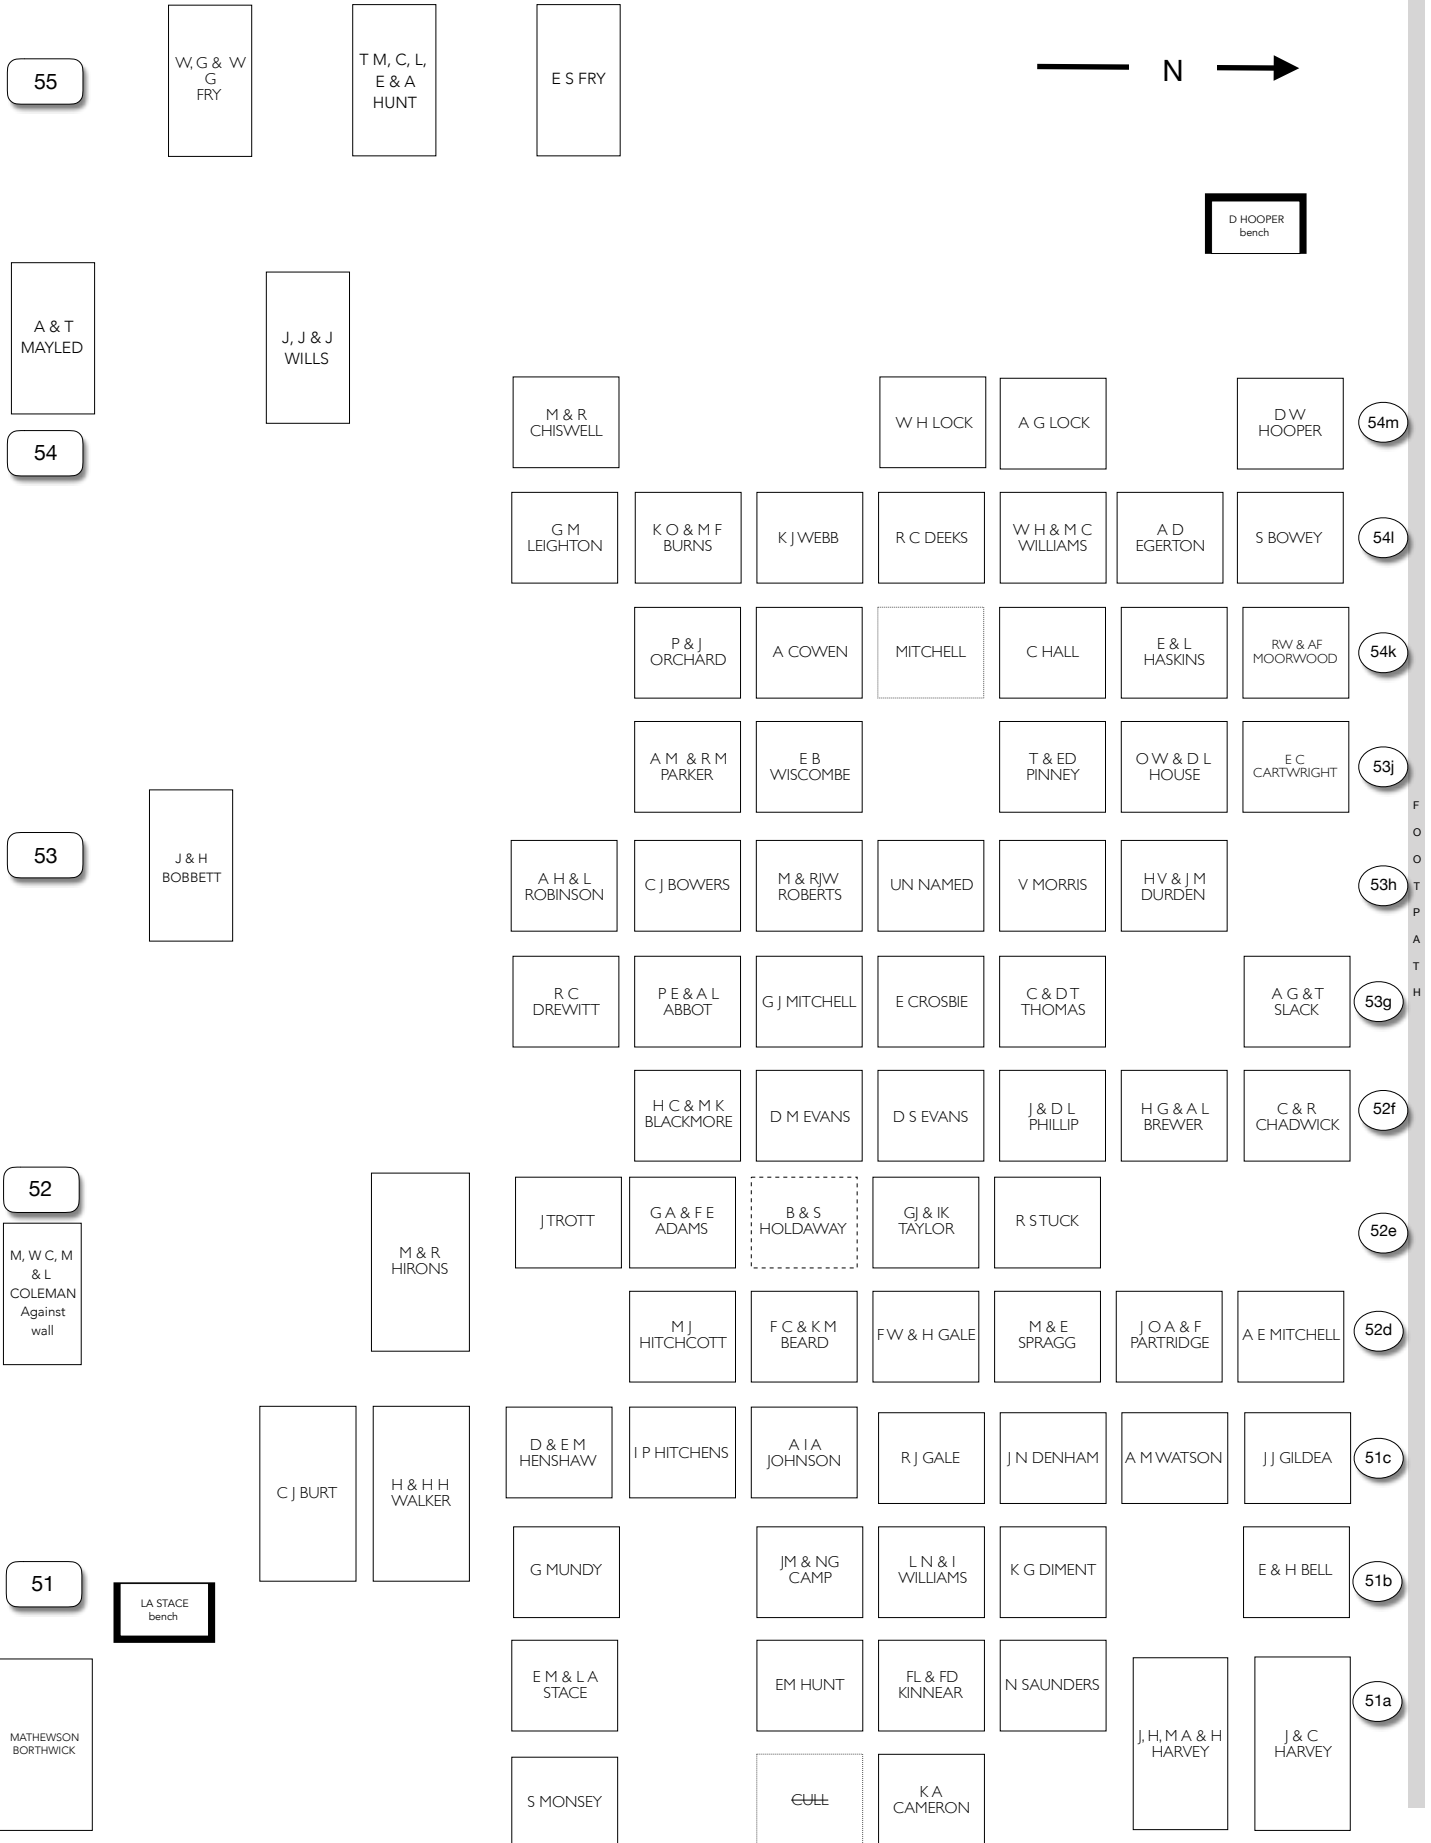 55
W, G & W
G
FRY
T M, C, L,
E & A
HUNT
E S FRY
N
D HOOPER
bench
A & T
MAYLED
J, J & J
WILLS
54
M & R
CHISWELL
W H LOCK
A G LOCK
D W
HOOPER
54m
G M
LEIGHTON
K O & M F
BURNS
K J WEBB
R C DEEKS
W H & M C
WILLIAMS
A D
EGERTON
S BOWEY
54l
P & J
ORCHARD
A COWEN
MITCHELL
C HALL
E & L
HASKINS
RW & AF
MOORWOOD
54k
A M & R M
PARKER
E B
WISCOMBE
T & ED
PINNEY
O W & D L
HOUSE
E C
CARTWRIGHT
53j
FOOTPATH
53
J & H
BOBBETT
A H & L
ROBINSON
C J BOWERS
M & RJW
ROBERTS
UN NAMED
V MORRIS
HV & J M
DURDEN
53h
R C
DREWITT
P E & A L
ABBOT
G J MITCHELL
E CROSBIE
C & D T
THOMAS
A G & T
SLACK
53g
H C & M K
BLACKMORE
D M EVANS
D S EVANS
J & D L
PHILLIP
H G & A L
BREWER
C & R
CHADWICK
52f
52
M, W C, M
& L
COLEMAN
Against
wall
M & R
HIRONS
J TROTT
G A & F E
ADAMS
B & S
HOLDAWAY
GJ & IK
TAYLOR
R S TUCK
52e
M J
HITCHCOTT
F C & K M
BEARD
F W & H GALE
M & E
SPRAGG
J O A & F
PARTRIDGE
A E MITCHELL
52d
C J BURT
H & H H
WALKER
D & E M
HENSHAW
I P HITCHENS
A I A
JOHNSON
R J GALE
J N DENHAM
A M WATSON
J J GILDEA
51c
51
LA STACE
bench
G MUNDY
JM & NG
CAMP
L N & I
WILLIAMS
K G DIMENT
E & H BELL
51b
MATHEWSON
BORTHWICK
E M & L A
STACE
EM HUNT
FL & FD
KINNEAR
N SAUNDERS
J, H, M A & H
HARVEY
J & C
HARVEY
51a
S MONSEY
CULL
K A
CAMERON